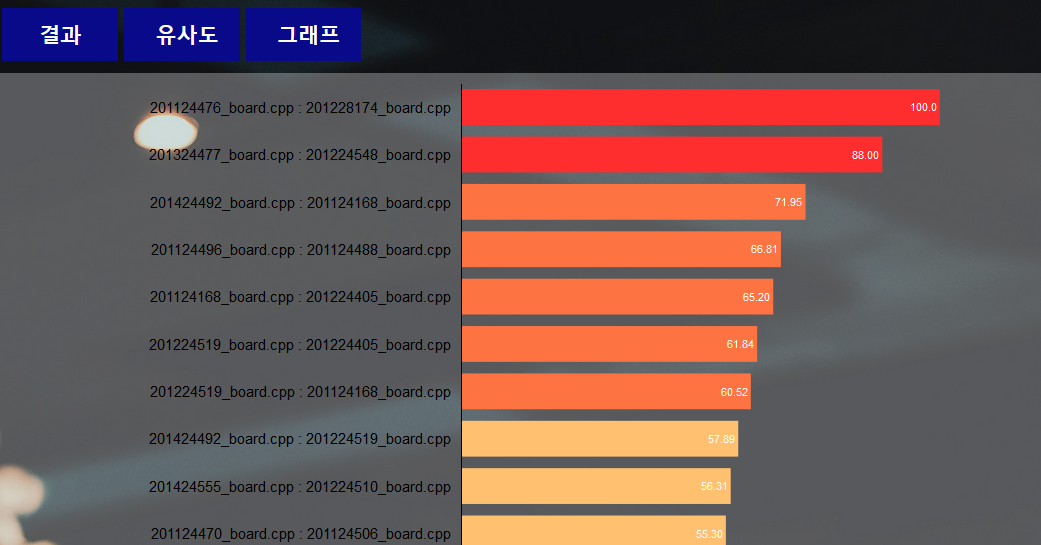 결과 유사도 그래프
201124476_board.cpp : 201228174_board.cpp 100.0
201324477_board.cpp : 201224548_board.cpp 88.00
201424492_board.cpp : 201124168_board.cpp 71.95
201124496_board.cpp : 201124488_board.cpp 66.81
201124168_board.cpp : 201224405_board.cpp 65.20
201224519_board.cpp : 201224405_board.cpp 61.84
201224519_board.cpp : 201124168_board.cpp 60.52
201424492_board.cpp : 201224519_board.cpp 57.89
201424555_board.cpp : 201224510_board.cpp 56.31
201124470_board.cpp : 201124506_board.cpp 55.30